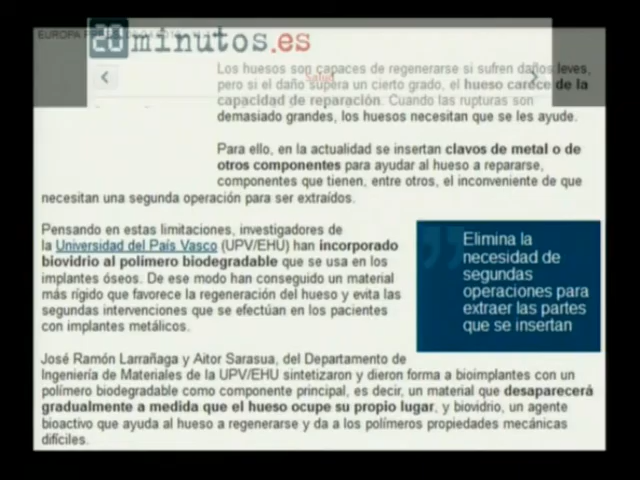 EUROPA PRESS
20minutos.es
Salud
Los huesos son capaces de regenerarse si sufren daños leves,
pero si el daño supera un cierto grado, el hueso carece de la
capacidad de reparación. Cuando las rupturas son
demasiado grandes, los huesos necesitan que se les ayude.
Para ello, en la actualidad se insertan clavos de metal o de
otros componentes para ayudar al hueso a repararse,
componentes que tienen, entre otros, el inconveniente de que
necesitan una segunda operación para ser extraídos.
Pensando en estas limitaciones, investigadores de
la Universidad del País Vasco (UPV/EHU) han incorporado
biovidrio al polímero biodegradable que se usa en los
implantes óseos. De ese modo han conseguido un material
más rígido que favorece la regeneración del hueso y evita las
segundas intervenciones que se efectúan en los pacientes
con implantes metálicos.
Elimina la
necesidad de
segundas
operaciones para
extraer las partes
que se insertan
José Ramón Larrañaga y Aitor Sarasua, del Departamento de
Ingeniería de Materiales de la UPV/EHU sintetizaron y dieron forma a bioimplantes con un
polímero biodegradable como componente principal, es decir, un material que desaparecerá
gradualmente a medida que el hueso ocupe su propio lugar, y biovidrio, un agente
bioactivo que ayuda al hueso a regenerarse y da a los polímeros propiedades mecánicas
difíciles.